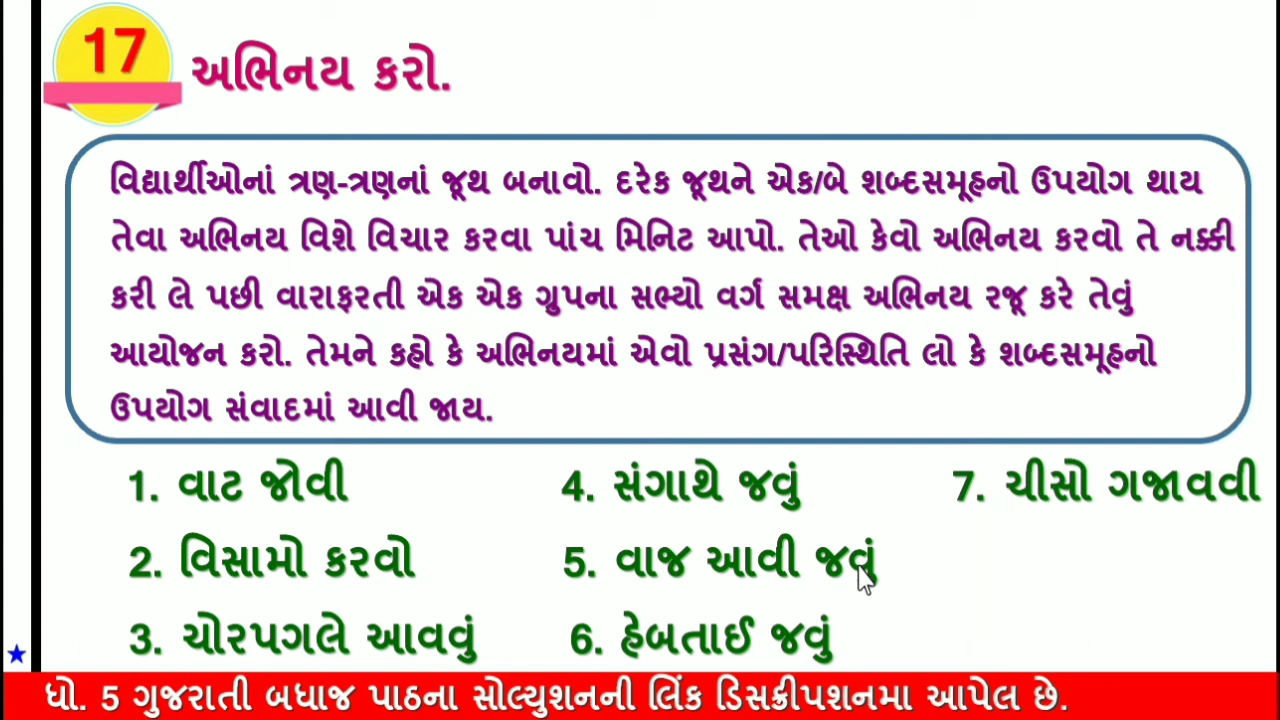 17 અભિનય કરો.
વિદ્યાર્થીઓનાં ત્રણ-ત્રણનાં જૂથ બનાવો. દરેક જૂથને એક/બે શબ્દસમૂહનો ઉપયોગ થાય
તેવા અભિનય વિશે વિચાર કરવા પાંચ મિનિટ આપો. તેઓ કેવો અભિનય કરવો તે નક્કી
કરી લે પછી વારાફરતી એક એક ગ્રુપના સભ્યો વર્ગ સમક્ષ અભિનય રજૂ કરે તેવું
આયોજન કરો. તેમને કહો કે અભિનયમાં એવો પ્રસંગ/પરિસ્થિતિ લો કે શબ્દસમૂહનો
ઉપયોગ સંવાદમાં આવી જાય.
1. વાટ જોવી 4. સંગાથે જવું 7. ચીસો ગજાવવી
2. વિસામો કરવો 5. વાજ આવી જવું
3. ચોરપગલે આવવું 6. હેબતાઈ જવું
ધો. 5 ગુજરાતી બધાજ પાઠના સોલ્યુશનની લિંક ડિસક્રીપશનમા આપેલ છે.